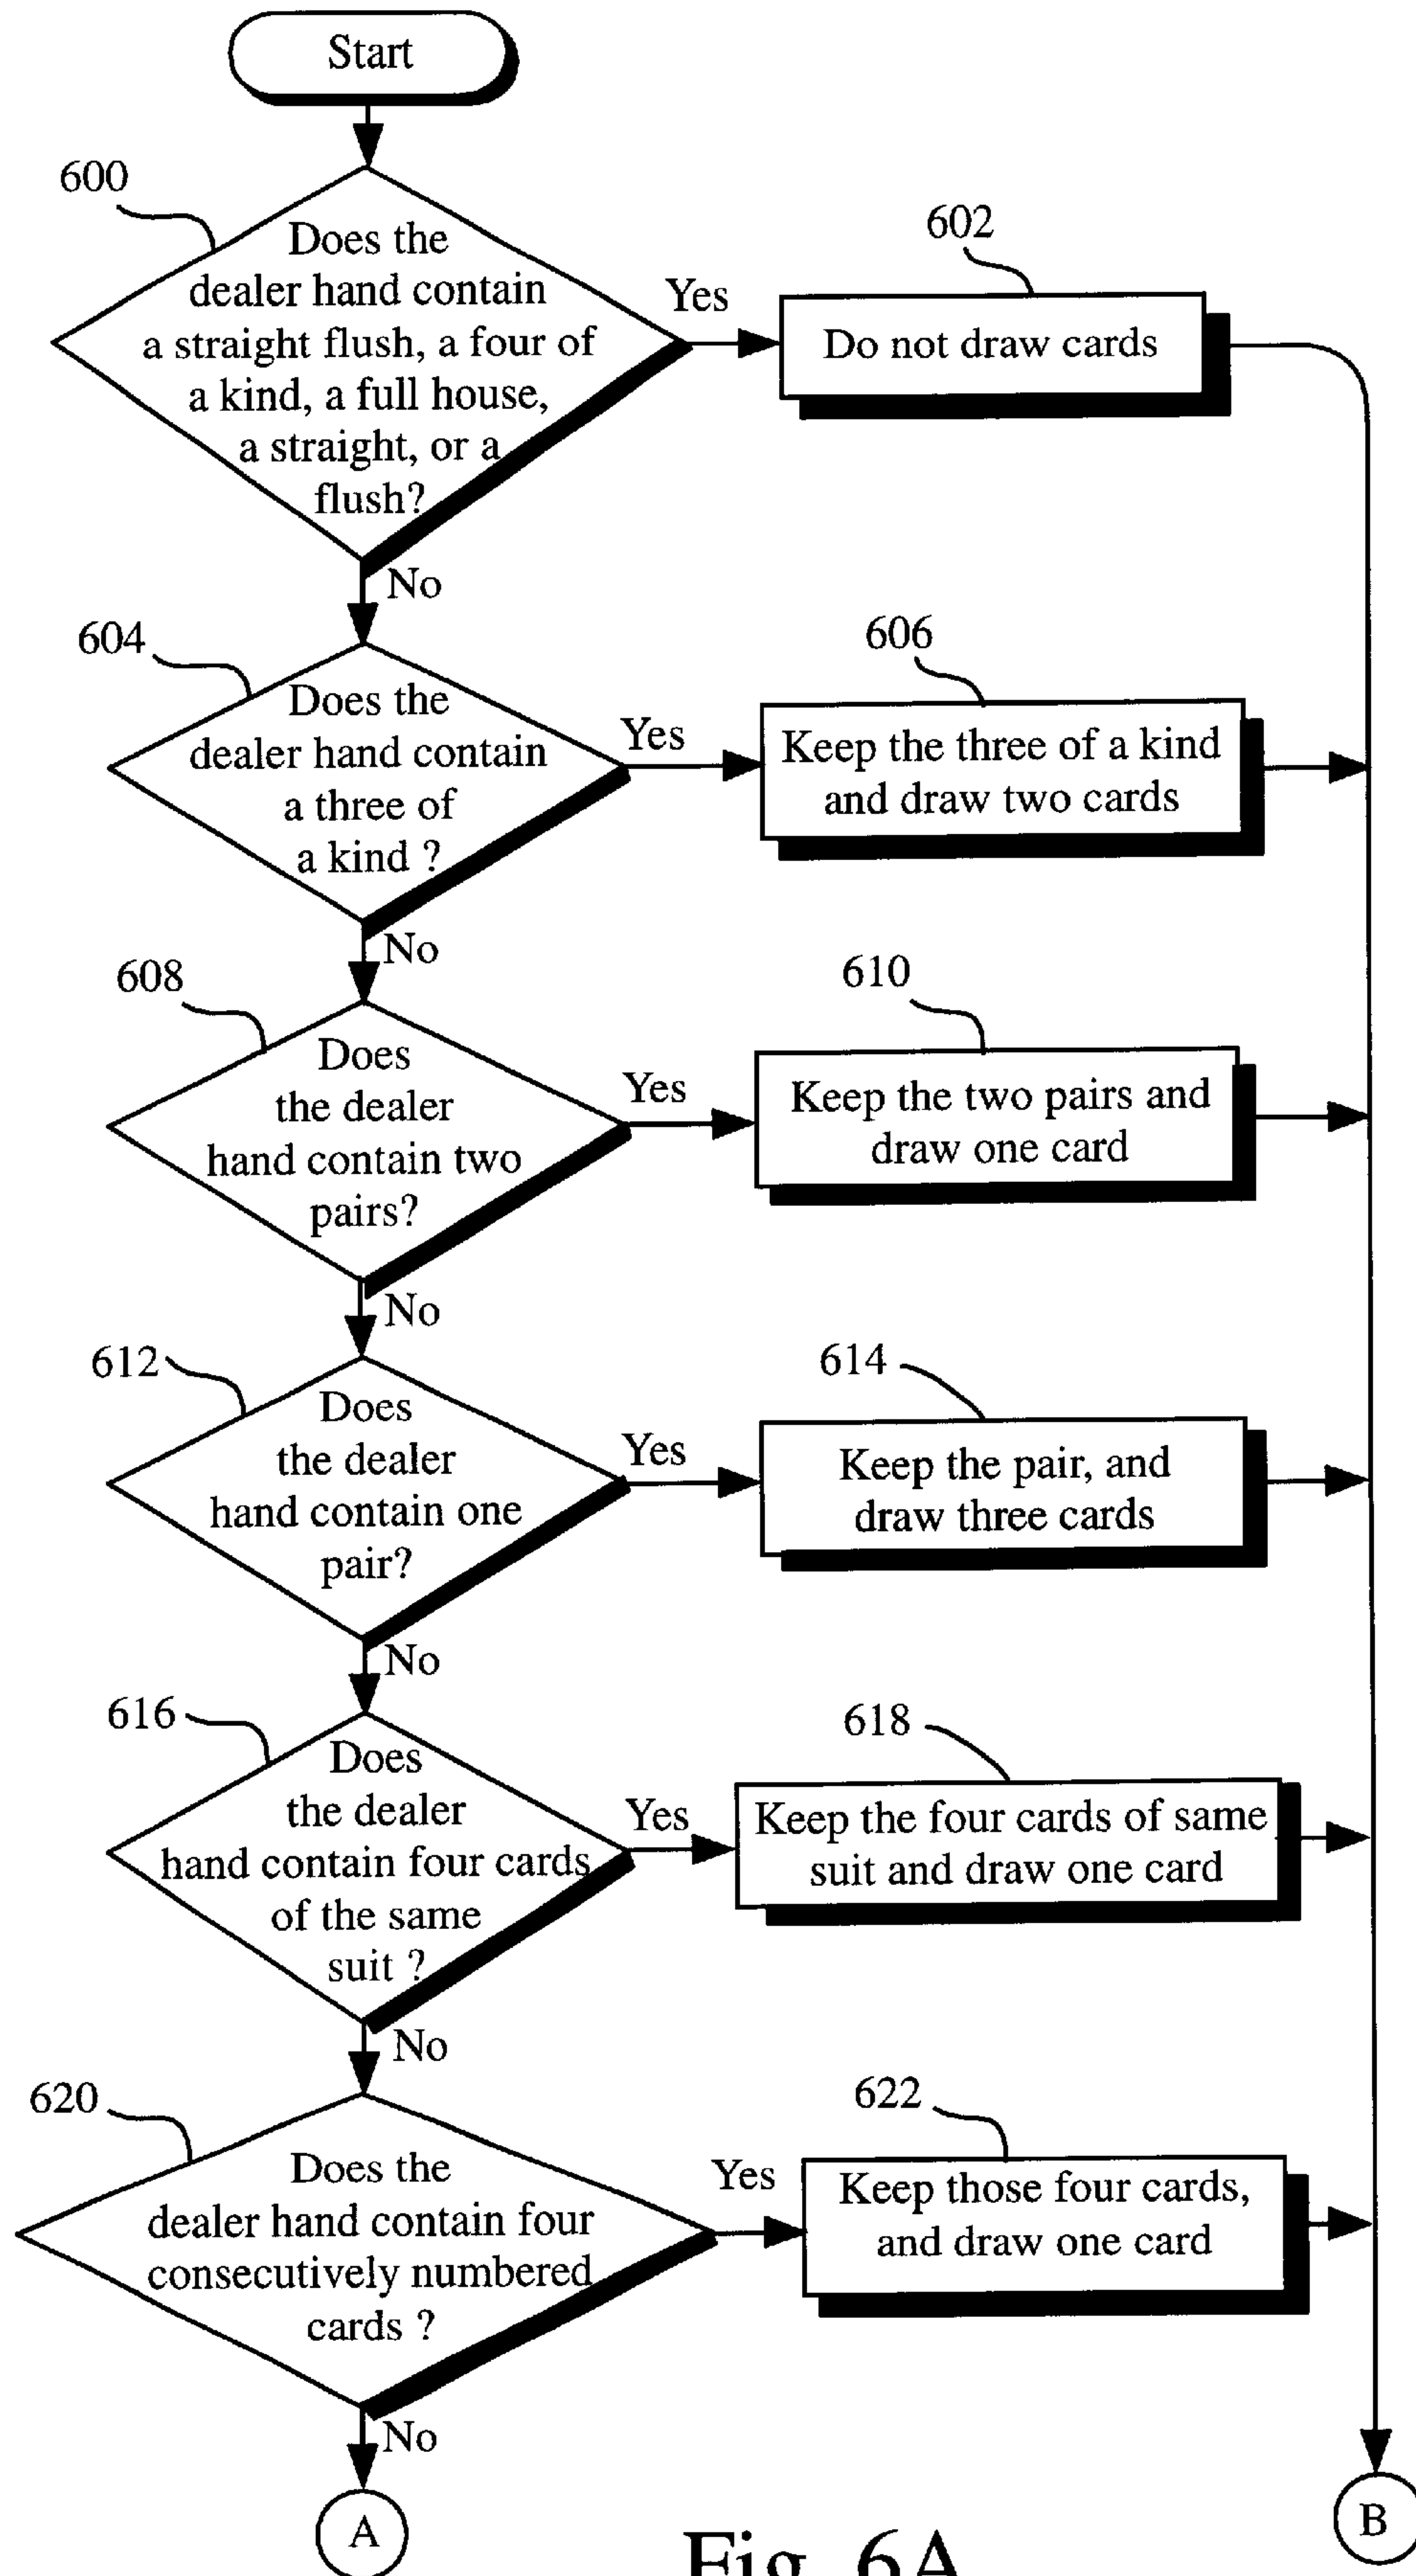 Start
600
Does the
dealer hand contain
a straight flush, a four of
a kind, a full house,
a straight, or a
flush?
Yes
602
Do not draw cards
No
604
Does the
dealer hand contain
a three of
a kind ?
Yes
606
Keep the three of a kind
and draw two cards
No
608
Does
the dealer
hand contain two
pairs?
Yes
610
Keep the two pairs and
draw one card
No
612
Does
the dealer
hand contain one
pair?
Yes
614
Keep the pair, and
draw three cards
No
616
Does
the dealer
hand contain four cards
of the same
suit ?
Yes
618
Keep the four cards of same
suit and draw one card
No
620
Does the
dealer hand contain four
consecutively numbered
cards ?
Yes
622
Keep those four cards,
and draw one card
No
A
B
Fig. 6A